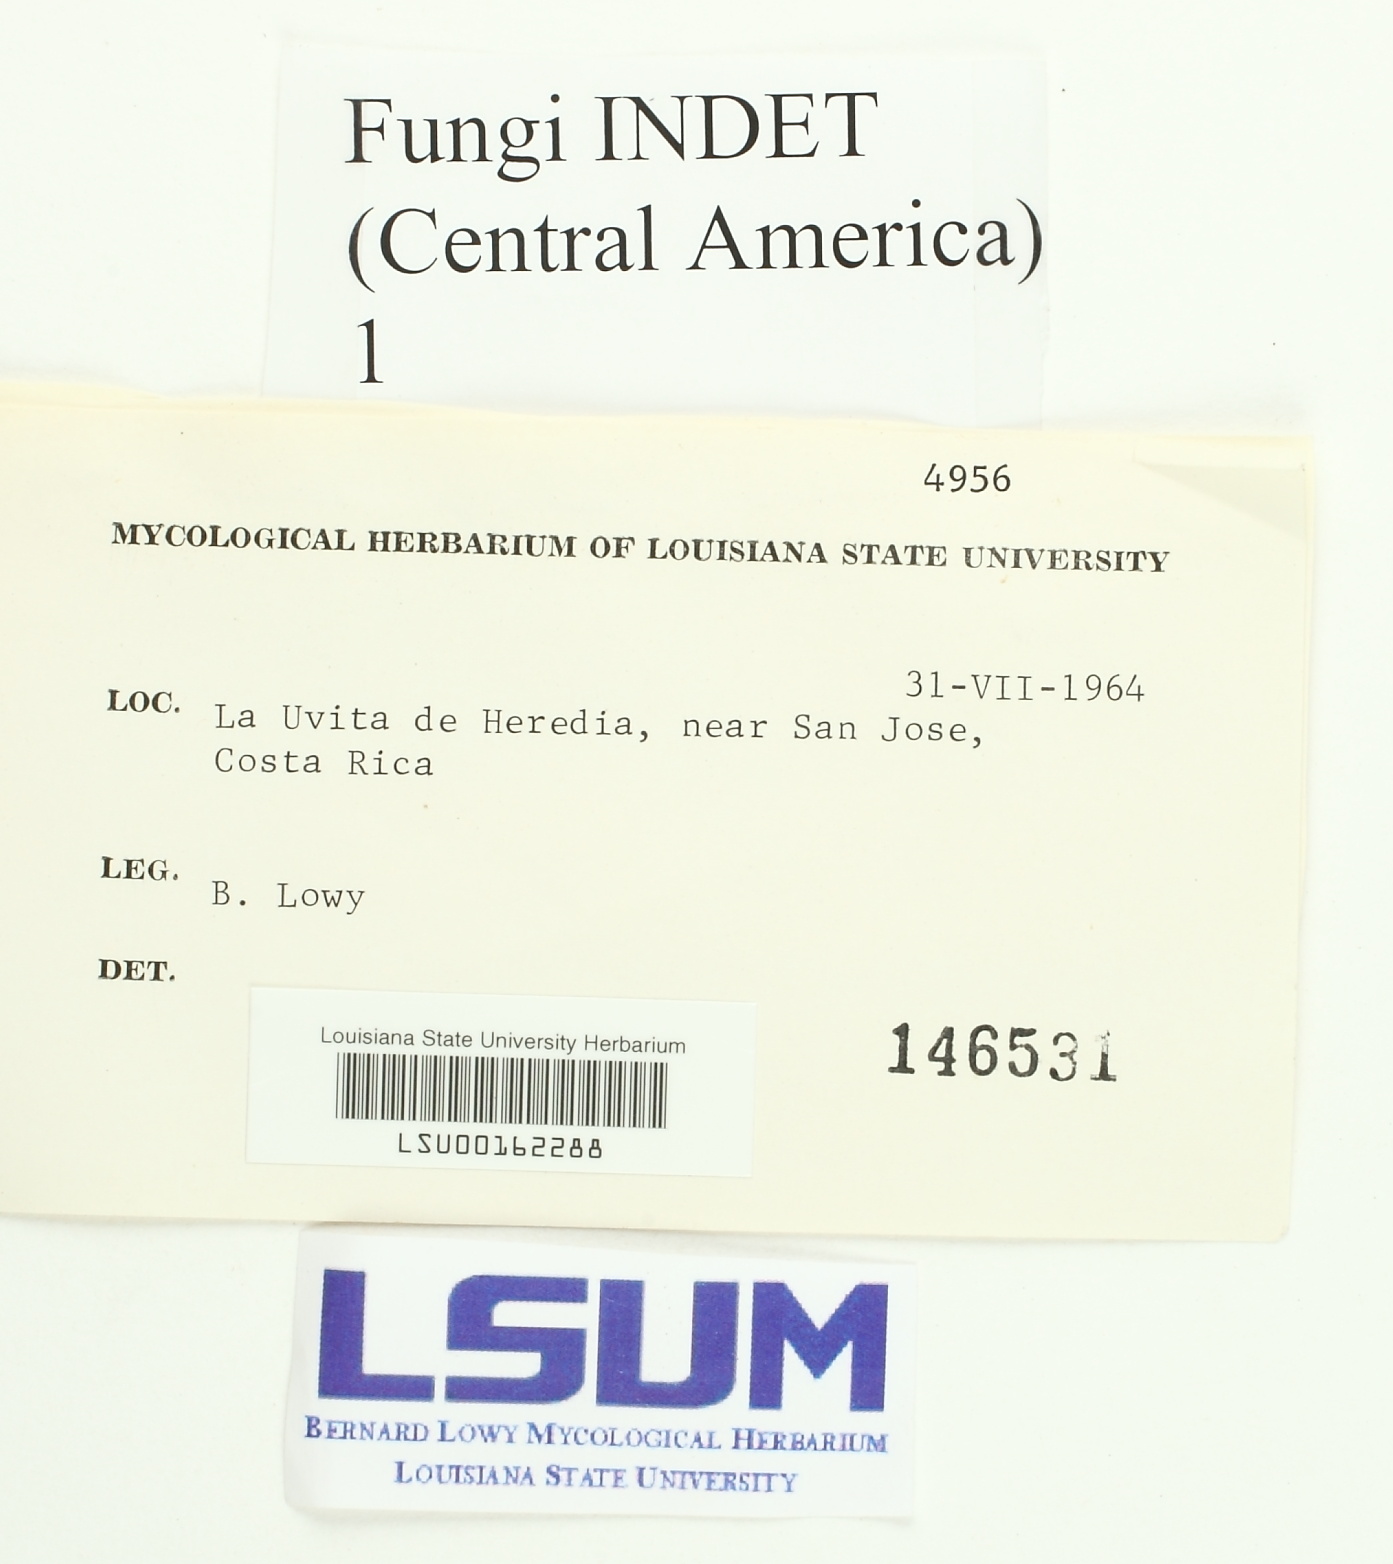 Fungi INDET
(Central America)
1
4956
MYCOLOGICAL HERBARIUM OF LOUISIANA STATE UNIVERSITY
31-VII-1964
LOC. La Uvita de Heredia, near San Jose,
Costa Rica
LEG. B. Lowy
DET.
146531
Louisiana State University Herbarium
LSU00162288
LSUM
BERNARD LOWY MYCOLOGICAL HERBARIUM
LOUISIANA STATE UNIVERSITY